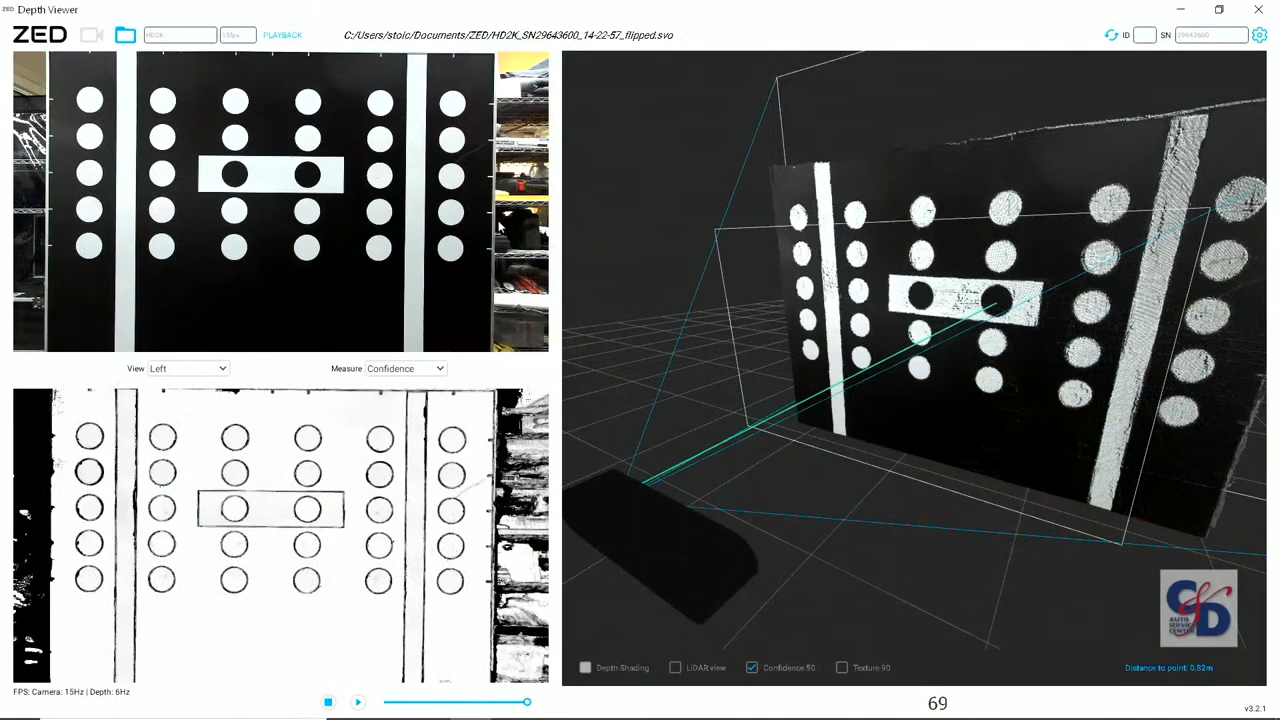 ZED Depth Viewer
ZED HD2K 15fps PLAYBACK C:/Users/stoic/Documents/ZED/HD2K_SN29643600_14-22-57_flipped.svo ID SN 29643600
View Left Measure Confidence
C&D
AUTO
SERVICE
CENTER
Depth Shading LIDAR view Confidence 50 Texture 90 Distance to point: 0.82m
FPS: Camera: 15Hz | Depth: 6Hz
69
v3.2.1